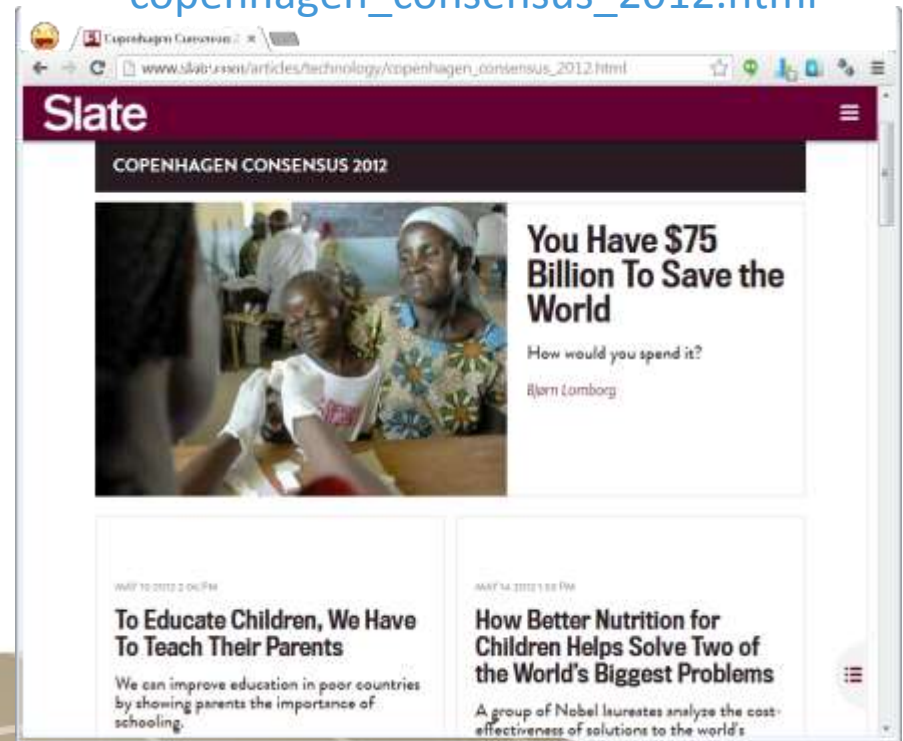 copenhagen_consensus_2012.html
Copenhagen Consensus
/articles/technology/copenhagen_consensus_2012.html
Slate
COPENHAGEN CONSENSUS 2012
You Have $75
Billion To Save the
World
How would you spend it?
Bjørn Lomborg
To Educate Children, We Have
To Teach Their Parents
We can improve education in poor countries
by showing parents the importance of
schooling.
How Better Nutrition for
Children Helps Solve Two of
the World's Biggest Problems
A group of Nobel laureates analyze the cost-
effectiveness of solutions to the world's